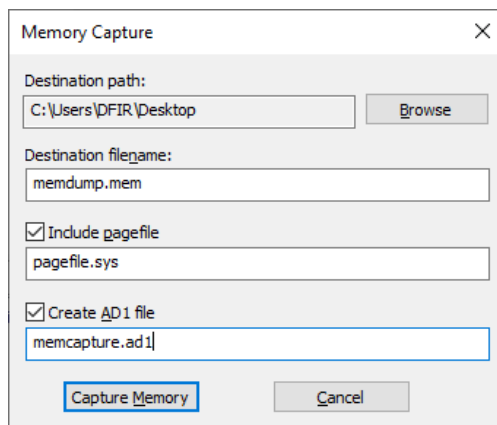 Memory Capture
Destination path:
C:\Users\DFIR\Desktop
Browse
Destination filename:
memdump.mem
Include pagefile
pagefile.sys
Create AD1 file
memcapture.ad1
Capture Memory
Cancel